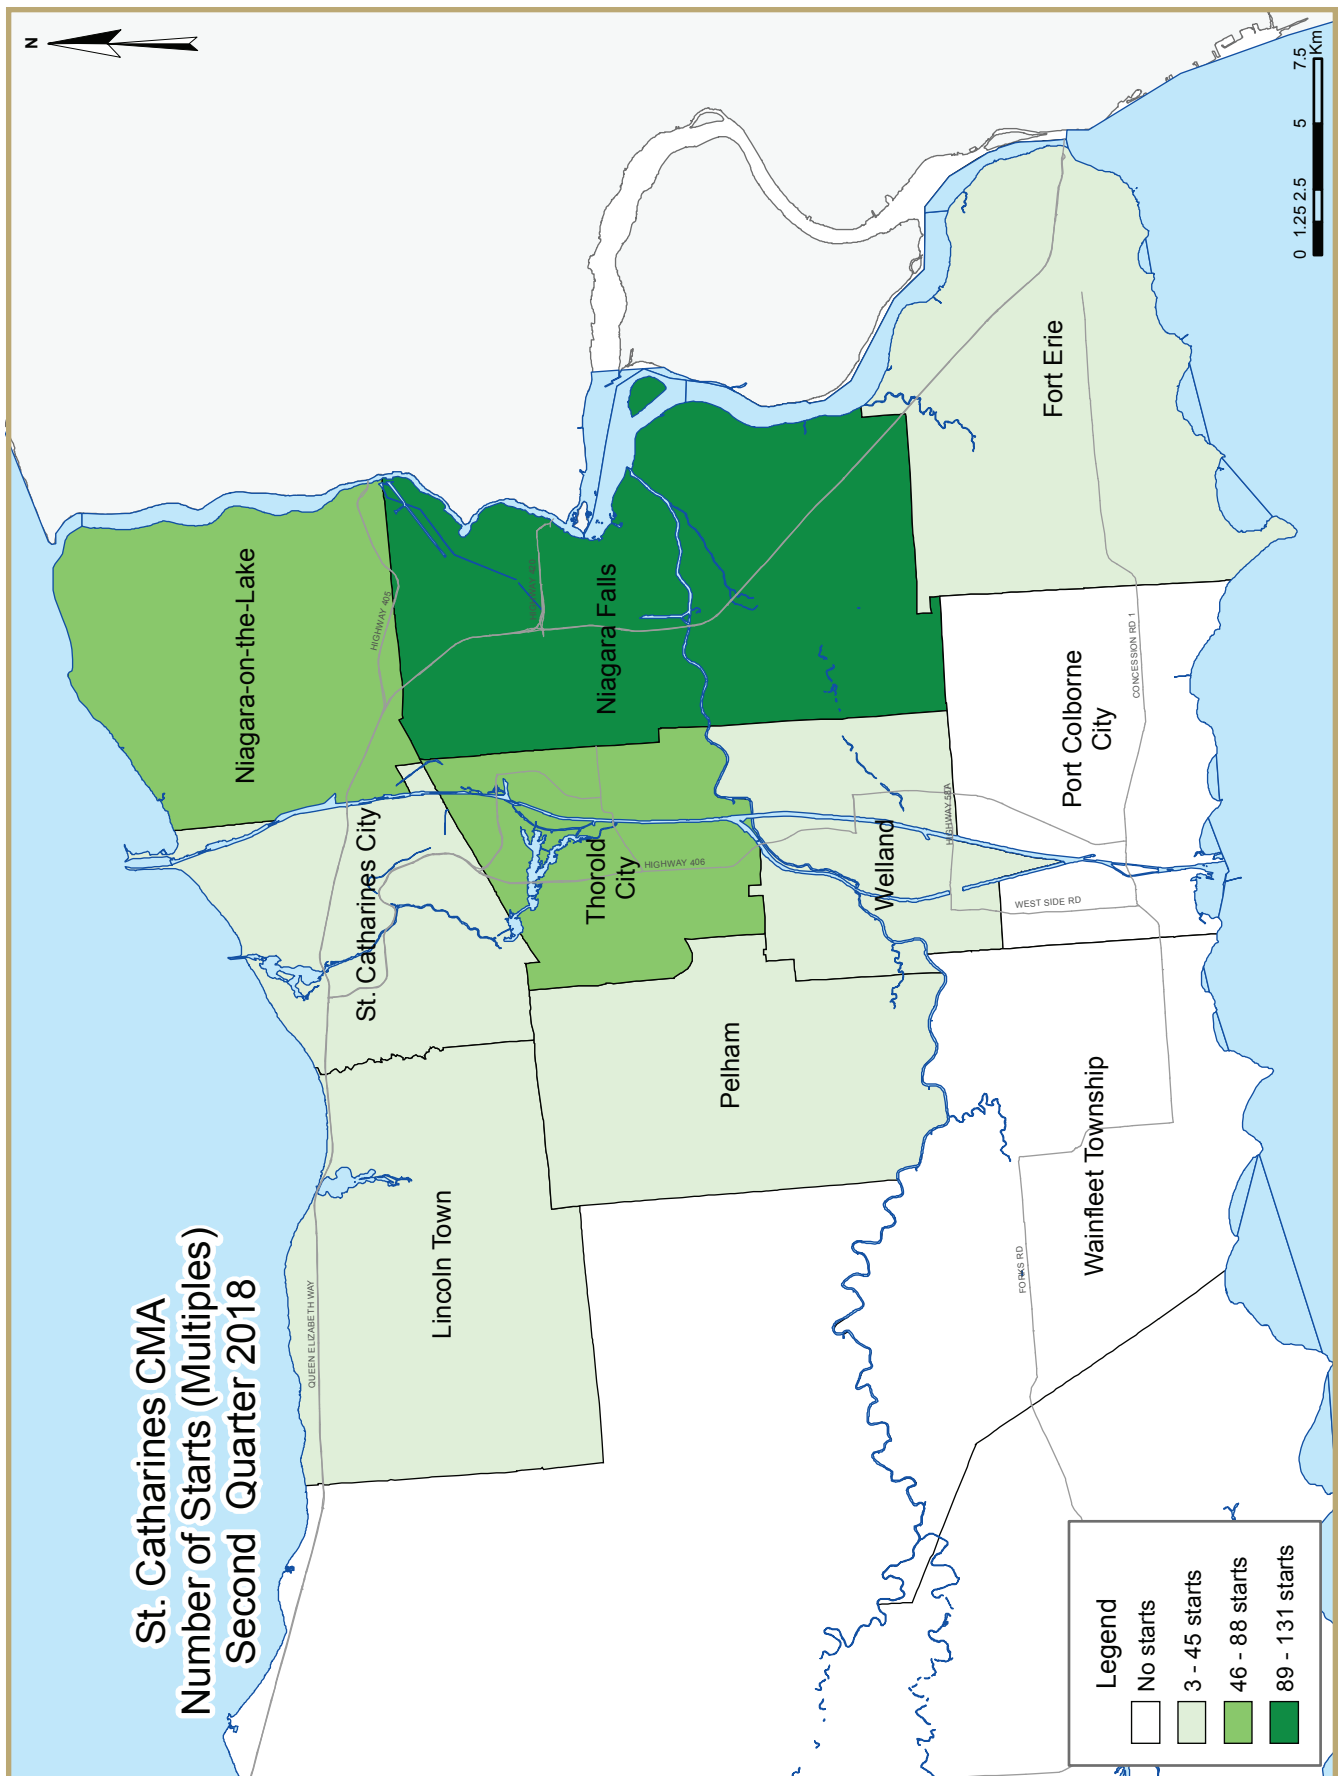 St. Catharines CMA
Number of Starts (Multiples)
Second Quarter 2018
N
Niagara-on-the-Lake
HIGHWAY 405
QUEEN ELIZABETH WAY
St. Catharines City
Lincoln Town
Niagara Falls
Thorold
City
HIGHWAY 406
Pelham
Welland
HIGHWAY 58A
Fort Erie
Port Colborne
City
CONCESSION RD 1
WEST SIDE RD
Wainfleet Township
FORKS RD
Legend
No starts
3 - 45 starts
46 - 88 starts
89 - 131 starts
0 1.25 2.5 5 7.5
Km